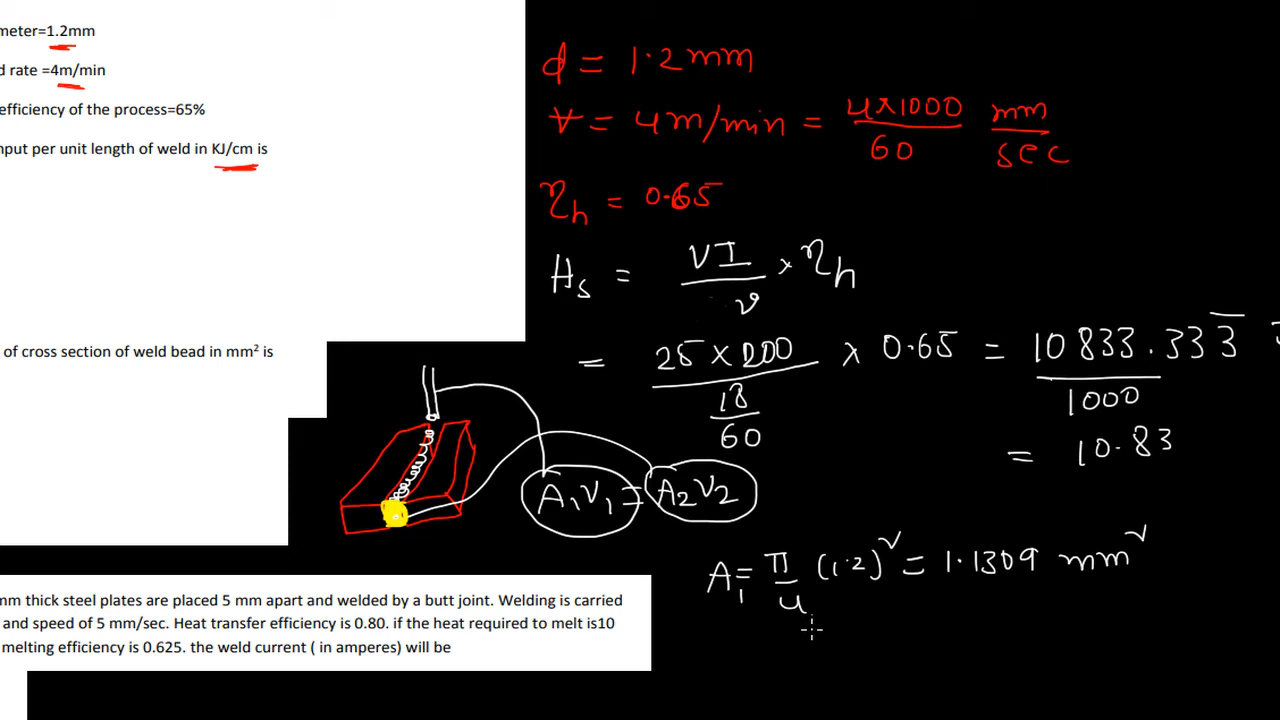 meter=1.2mm
d rate =4m/min
efficiency of the process=65%
nput per unit length of weld in KJ/cm is
of cross section of weld bead in mm² is
d = 1.2 mm
V = 4m/min = 4×1000/60 mm/sec
ηh = 0.65
Hs = VI/v × ηh
= 25 × 200 / (18/60) × 0.65 = 10833.333
/1000
= 10.83
A₁V₁ = A₂V₂
A₁ = π/4 (1.2)² = 1.1309 mm²
mm thick steel plates are placed 5 mm apart and welded by a butt joint. Welding is carried
and speed of 5 mm/sec. Heat transfer efficiency is 0.80. if the heat required to melt is10
melting efficiency is 0.625. the weld current ( in amperes) will be